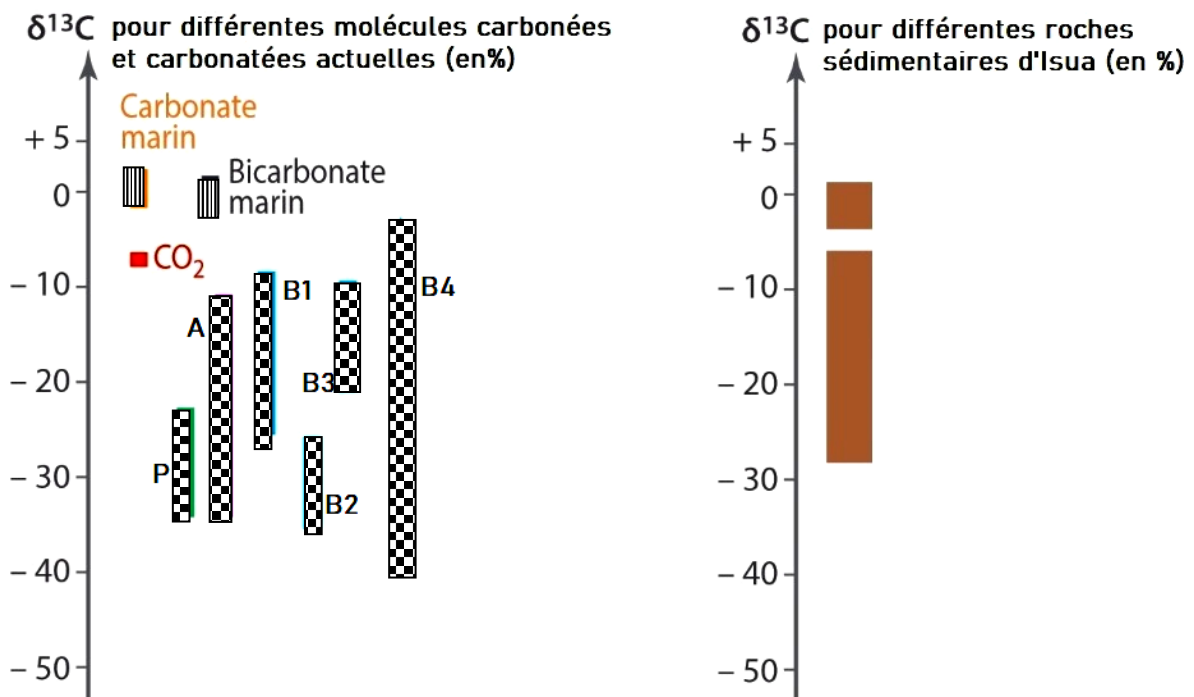 δ¹³C pour différentes molécules carbonées
et carbonatées actuelles (en%)
Carbonate
marin
Bicarbonate
marin
CO₂
+ 5
0
– 10
– 20
– 30
– 40
– 50
A
B1
B4
B3
P
B2
δ¹³C pour différentes roches
sédimentaires d'Isua (en %)
+ 5
0
– 10
– 20
– 30
– 40
– 50